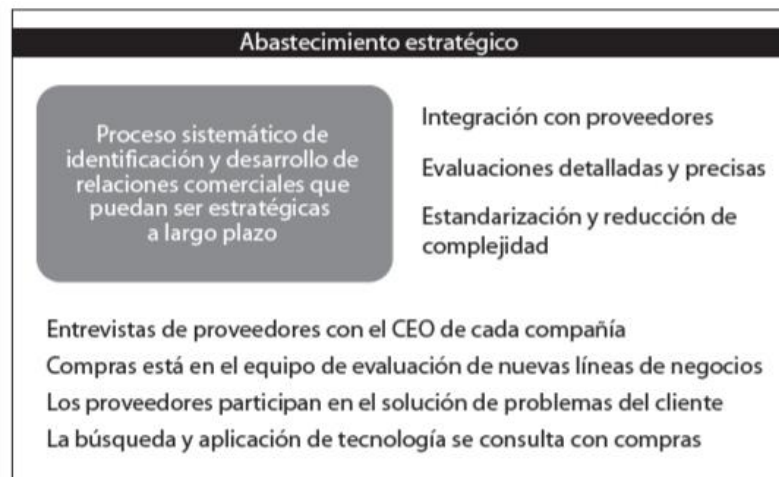 Abastecimiento estratégico
Proceso sistemático de
identificación y desarrollo de
relaciones comerciales que
puedan ser estratégicas
a largo plazo
Integración con proveedores
Evaluaciones detalladas y precisas
Estandarización y reducción de
complejidad
Entrevistas de proveedores con el CEO de cada compañía
Compras está en el equipo de evaluación de nuevas líneas de negocios
Los proveedores participan en el solución de problemas del cliente
La búsqueda y aplicación de tecnología se consulta con compras